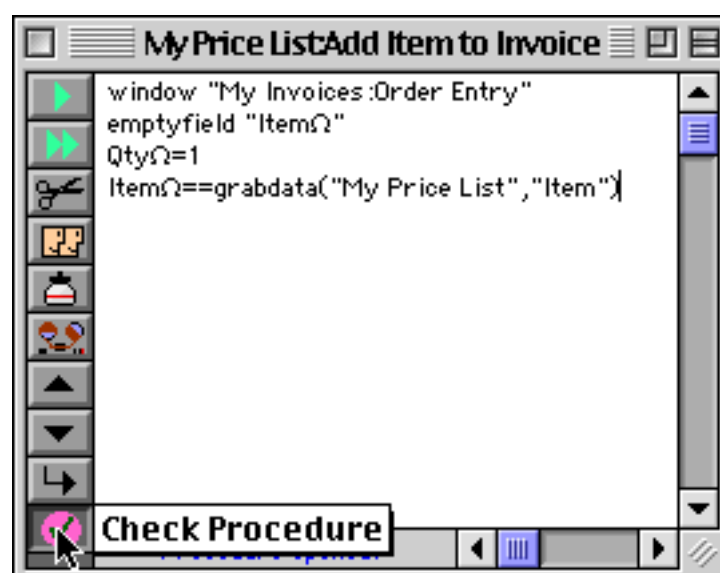 My Price List:Add Item to Invoice
window "My Invoices:Order Entry"
emptyfield "ItemΩ"
QtyΩ=1
ItemΩ==grabdata("My Price List","Item")
Check Procedure